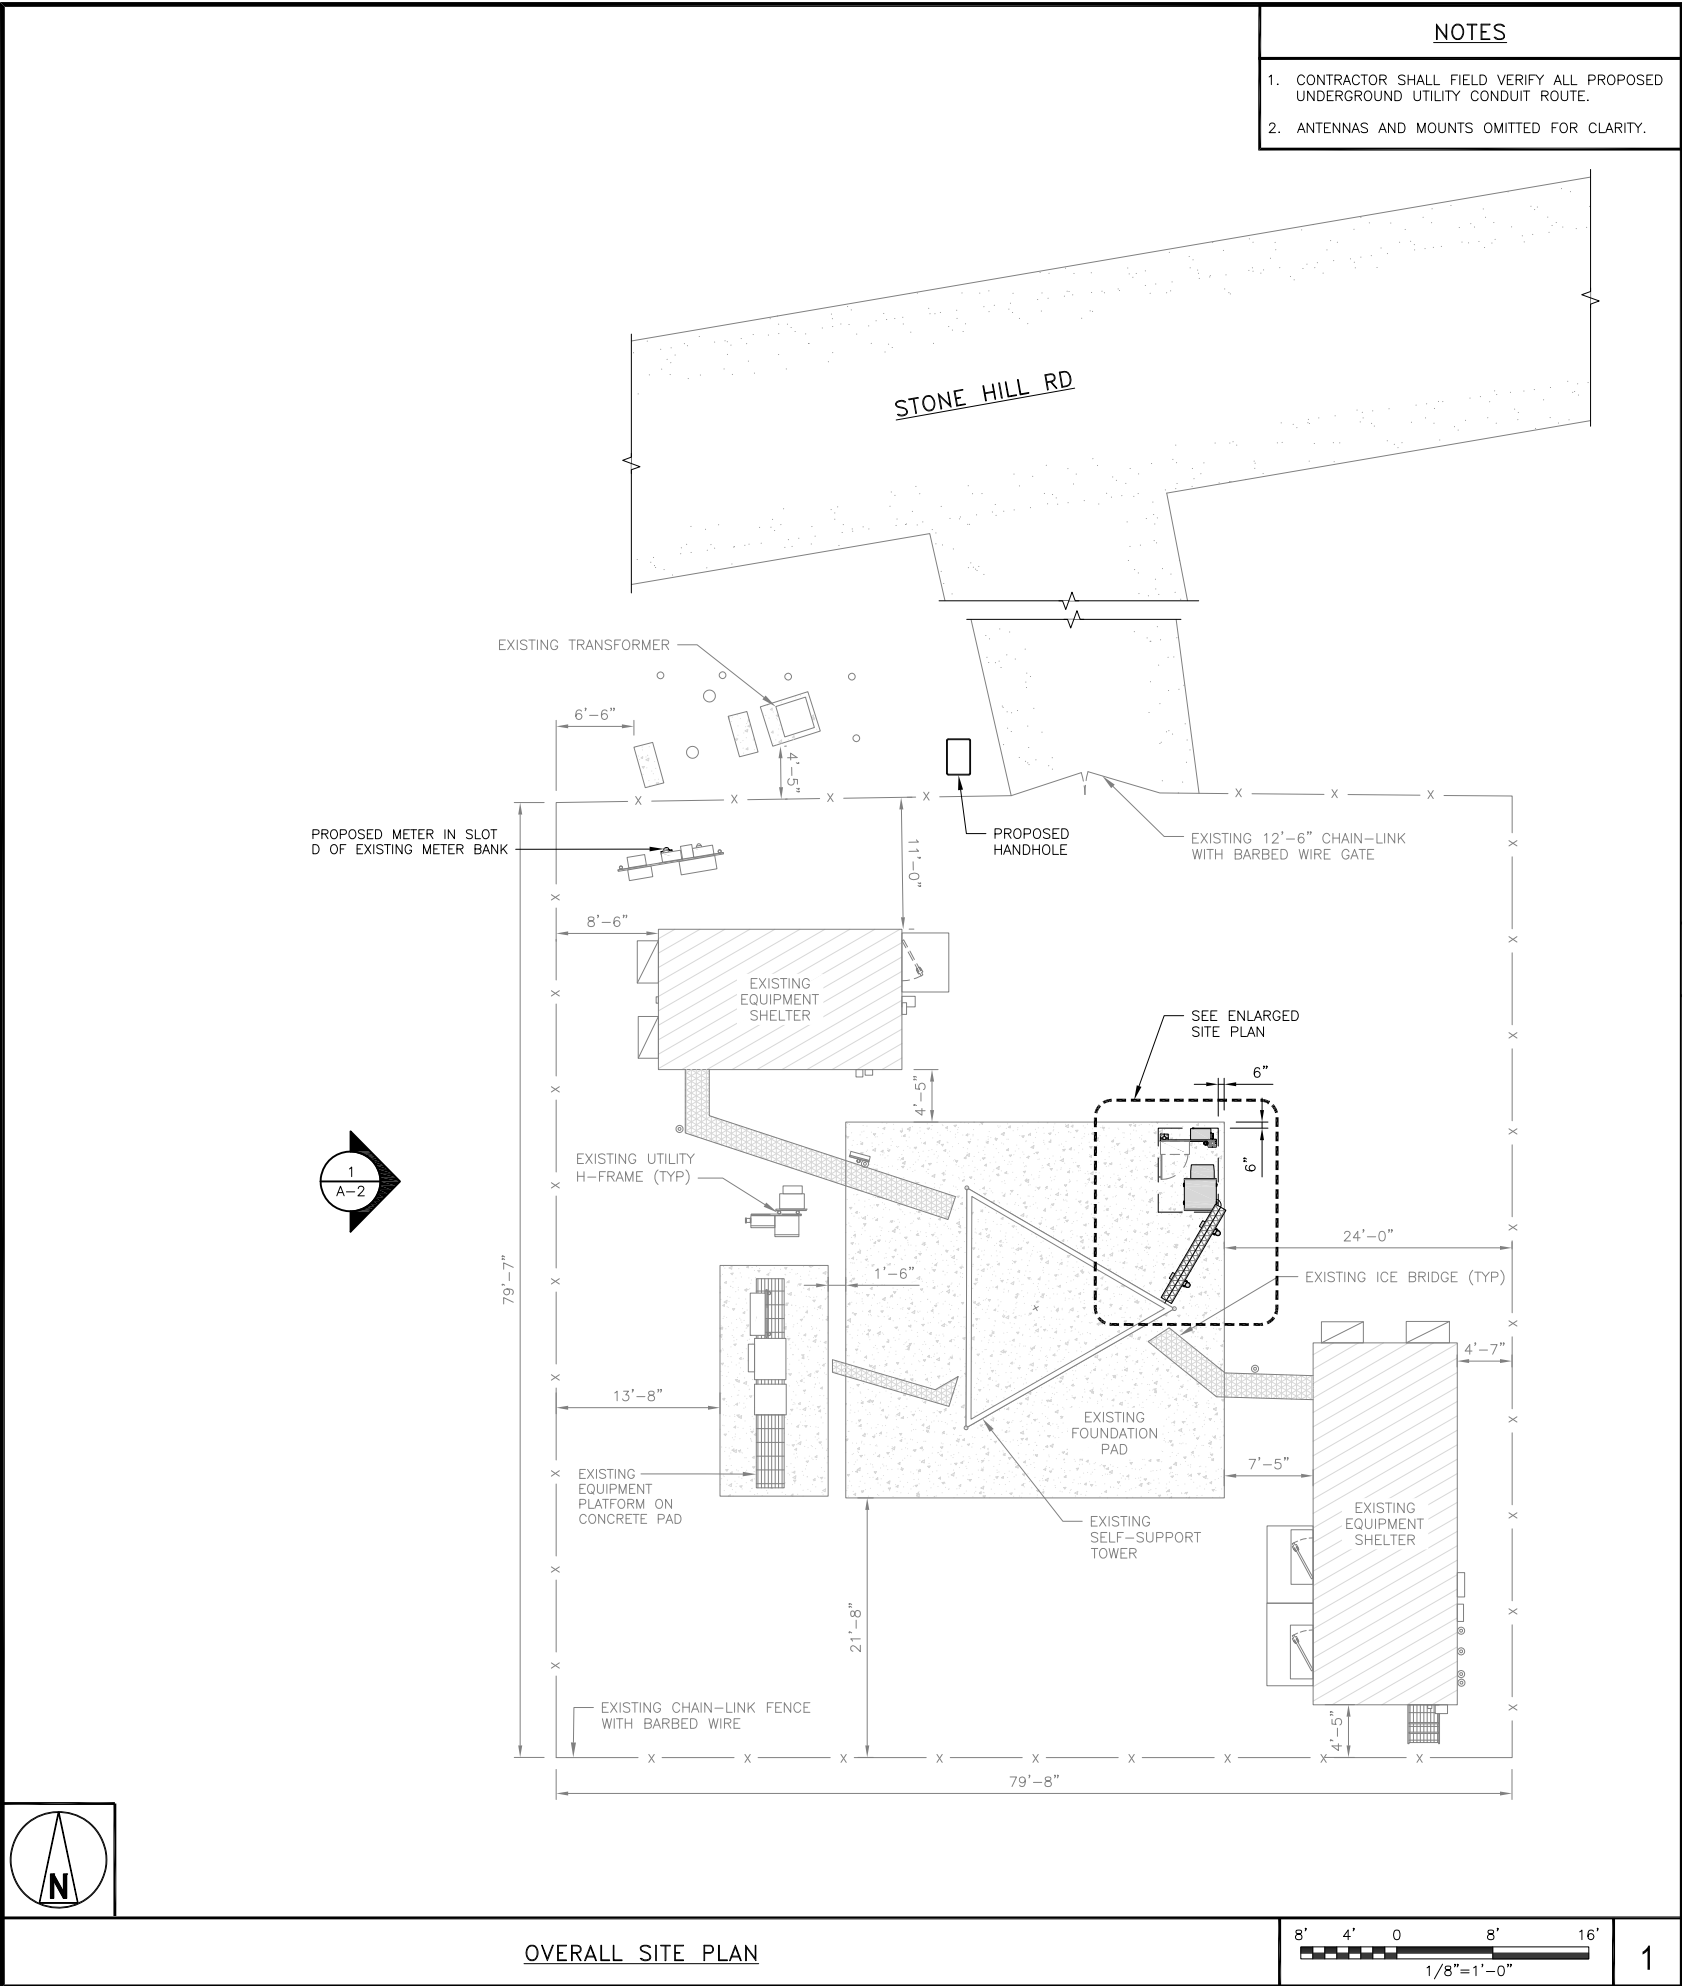 NOTES
1. CONTRACTOR SHALL FIELD VERIFY ALL PROPOSED
UNDERGROUND UTILITY CONDUIT ROUTE.
2. ANTENNAS AND MOUNTS OMITTED FOR CLARITY.
STONE HILL RD
EXISTING TRANSFORMER
6'-6"
4'-5"
PROPOSED METER IN SLOT
D OF EXISTING METER BANK
PROPOSED
HANDHOLE
EXISTING 12'-6" CHAIN-LINK
WITH BARBED WIRE GATE
11'-0"
8'-6"
EXISTING
EQUIPMENT
SHELTER
SEE ENLARGED
SITE PLAN
6"
4'-5"
6"
EXISTING UTILITY
H-FRAME (TYP)
1
A-2
24'-0"
79'-7"
1'-6"
EXISTING ICE BRIDGE (TYP)
4'-7"
13'-8"
EXISTING
FOUNDATION
PAD
7'-5"
EXISTING
EQUIPMENT
PLATFORM ON
CONCRETE PAD
EXISTING
SELF-SUPPORT
TOWER
EXISTING
EQUIPMENT
SHELTER
21'-8"
EXISTING CHAIN-LINK FENCE
WITH BARBED WIRE
4'-5"
79'-8"
N
OVERALL SITE PLAN
8' 4' 0 8' 16'
1/8"=1'-0"
1